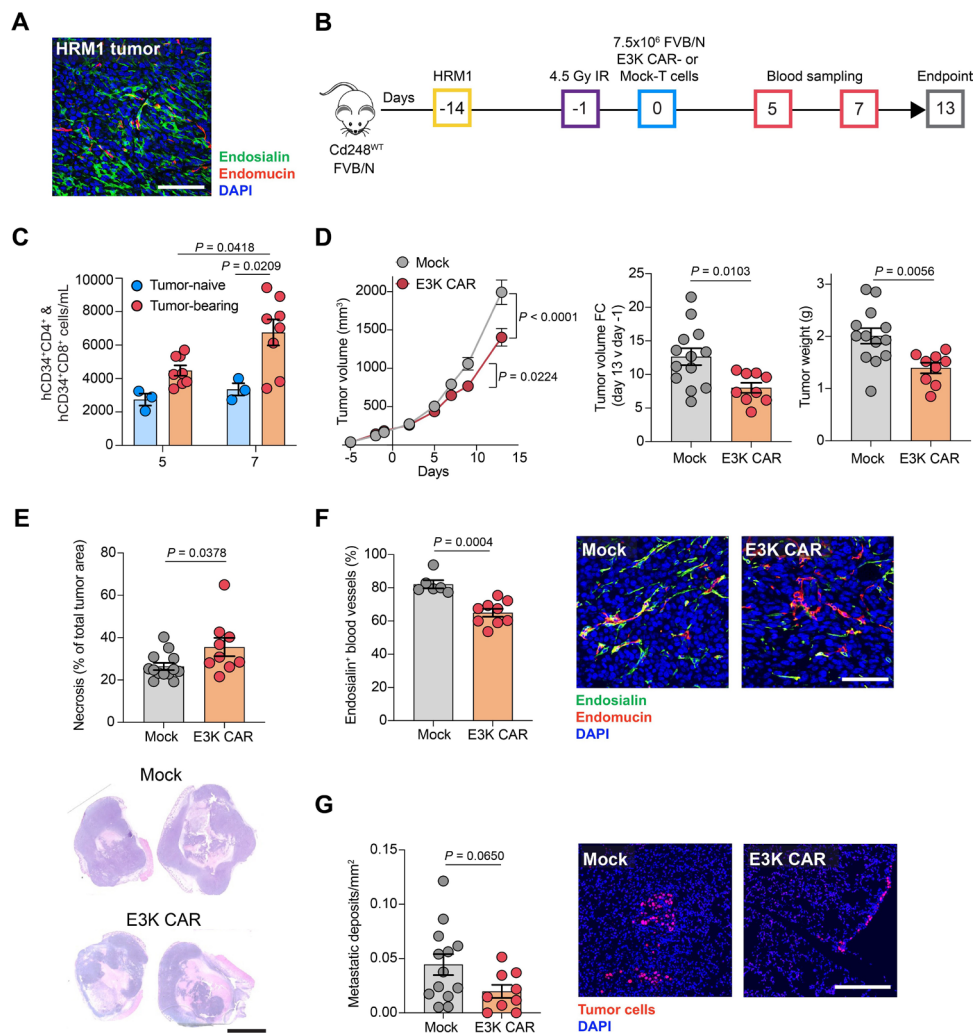 A
HRM1 tumor
Endosialin
Endomucin
DAPI
B
Days
HRM1
-14
4.5 Gy IR
-1
7.5x10⁶ FVB/N
E3K CAR- or
Mock-T cells
0
Blood sampling
5
7
Endpoint
13
Cd248ᵂᵀ
FVB/N
C
hCD34⁺CD4⁺ &
hCD34⁺CD8⁺ cells/mL
10000
8000
6000
4000
2000
0
P = 0.0418
P = 0.0209
Tumor-naive
Tumor-bearing
5
7
D
Tumor volume (mm³)
2000
1500
1000
500
Mock
E3K CAR
P < 0.0001
P = 0.0224
-5
0
5
10
15
Days
Tumor volume FC
(day 13 v day -1)
25
20
15
10
5
0
P = 0.0103
Mock
E3K CAR
Tumor weight (g)
3
2
1
0
P = 0.0056
Mock
E3K CAR
E
Necrosis (% of total tumor area)
80
60
40
20
0
P = 0.0378
Mock
E3K CAR
Mock
E3K CAR
F
Endosialin⁺ blood vessels (%)
100
80
60
40
20
0
P = 0.0004
Mock
E3K CAR
Mock
E3K CAR
Endosialin
Endomucin
DAPI
G
Metastatic deposits/mm²
0.15
0.10
0.05
0.00
P = 0.0650
Mock
E3K CAR
Mock
E3K CAR
Tumor cells
DAPI